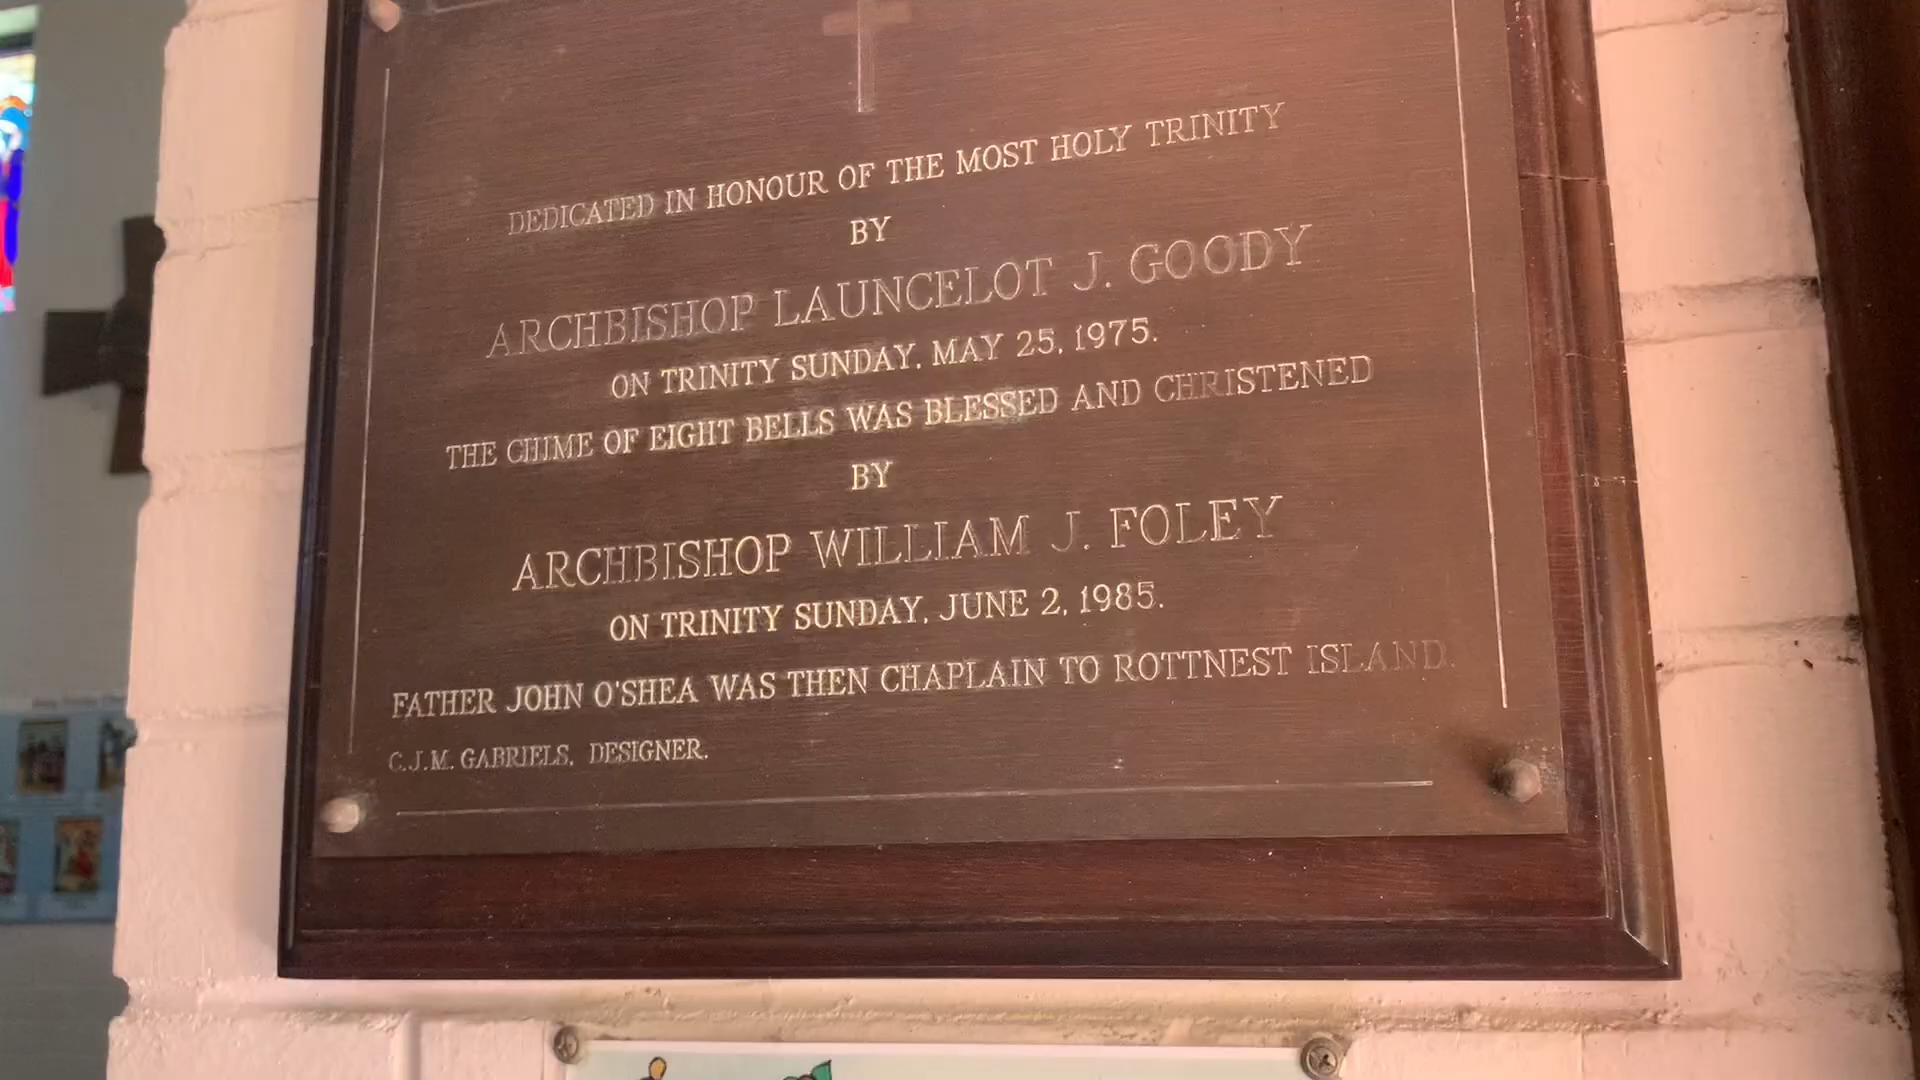 DEDICATED IN HONOUR OF THE MOST HOLY TRINITY
BY
ARCHBISHOP LAUNCELOT J. GOODY
ON TRINITY SUNDAY, MAY 25, 1975.
THE CHIME OF EIGHT BELLS WAS BLESSED AND CHRISTENED
BY
ARCHBISHOP WILLIAM J. FOLEY
ON TRINITY SUNDAY, JUNE 2, 1985.
FATHER JOHN O'SHEA WAS THEN CHAPLAIN TO ROTTNEST ISLAND.
C.J.M. GABRIELS, DESIGNER.